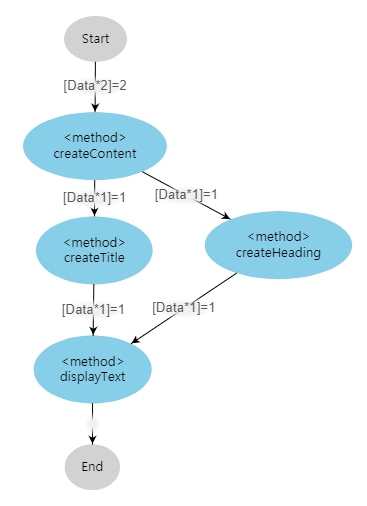 Start
[Data*2]=2
<method>
createContent
[Data*1]=1
[Data*1]=1
<method>
createTitle
<method>
createHeading
[Data*1]=1
[Data*1]=1
<method>
displayText
End